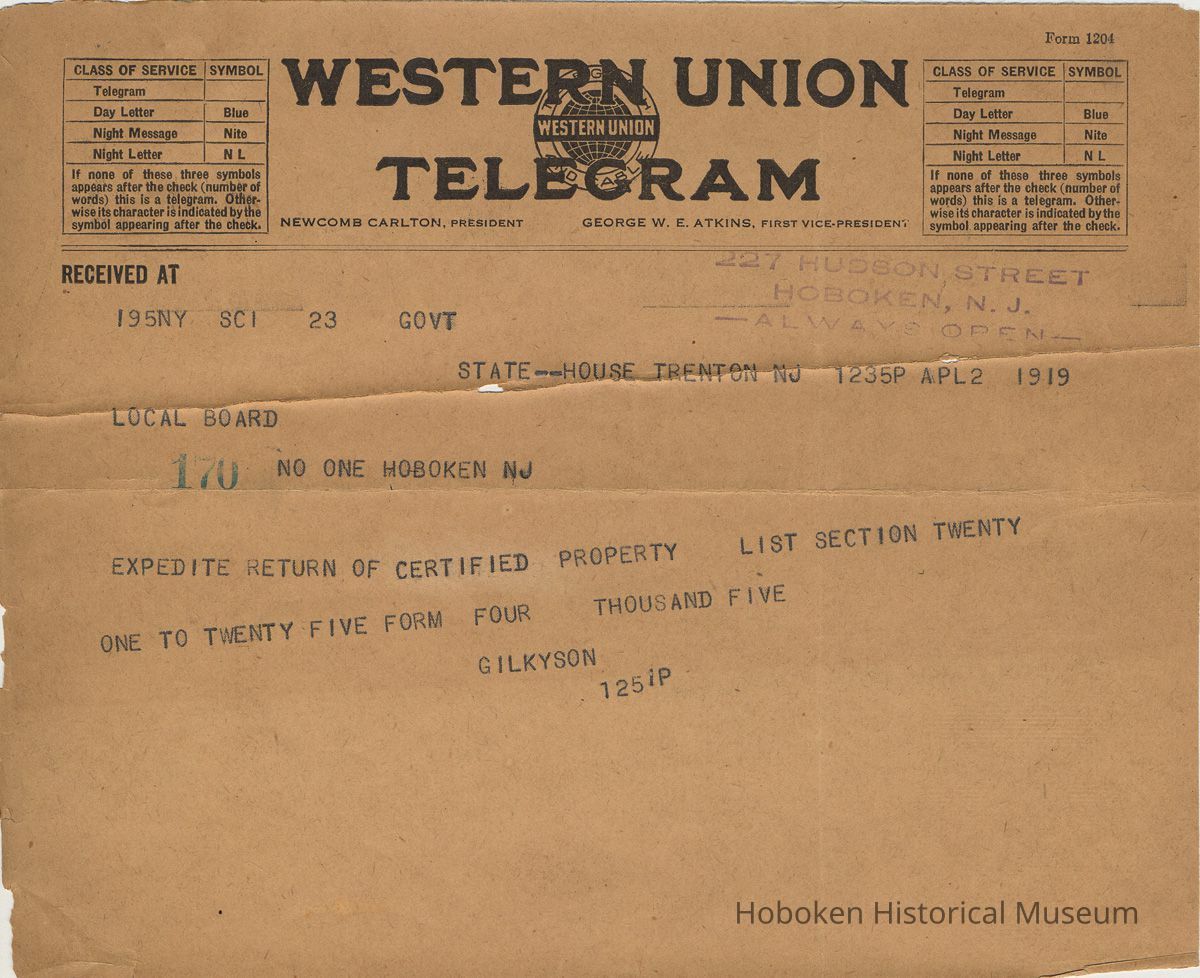 Form 1204
CLASS OF SERVICE SYMBOL
Telegram
Day Letter Blue
Night Message Nite
Night Letter N L
If none of these three symbols
appears after the check (number of
words) this is a telegram. Other-
wise its character is indicated by the
symbol appearing after the check.
WESTERN UNION
WESTERN UNION
TELEGRAM
NEWCOMB CARLTON, PRESIDENT GEORGE W. E. ATKINS, FIRST VICE-PRESIDENT
CLASS OF SERVICE SYMBOL
Telegram
Day Letter Blue
Night Message Nite
Night Letter N L
If none of these three symbols
appears after the check (number of
words) this is a telegram. Other-
wise its character is indicated by the
symbol appearing after the check.
RECEIVED AT
227 HUDSON STREET
HOBOKEN, N. J.
—ALWAYS OPEN—
195NY SC1 23 GOVT
STATE--HOUSE TRENTON NJ 1235P APL2 1919
LOCAL BOARD
170 NO ONE HOBOKEN NJ
EXPEDITE RETURN OF CERTIFIED PROPERTY LIST SECTION TWENTY
ONE TO TWENTY FIVE FORM FOUR THOUSAND FIVE
GILKYSON
1251P
Hoboken Historical Museum